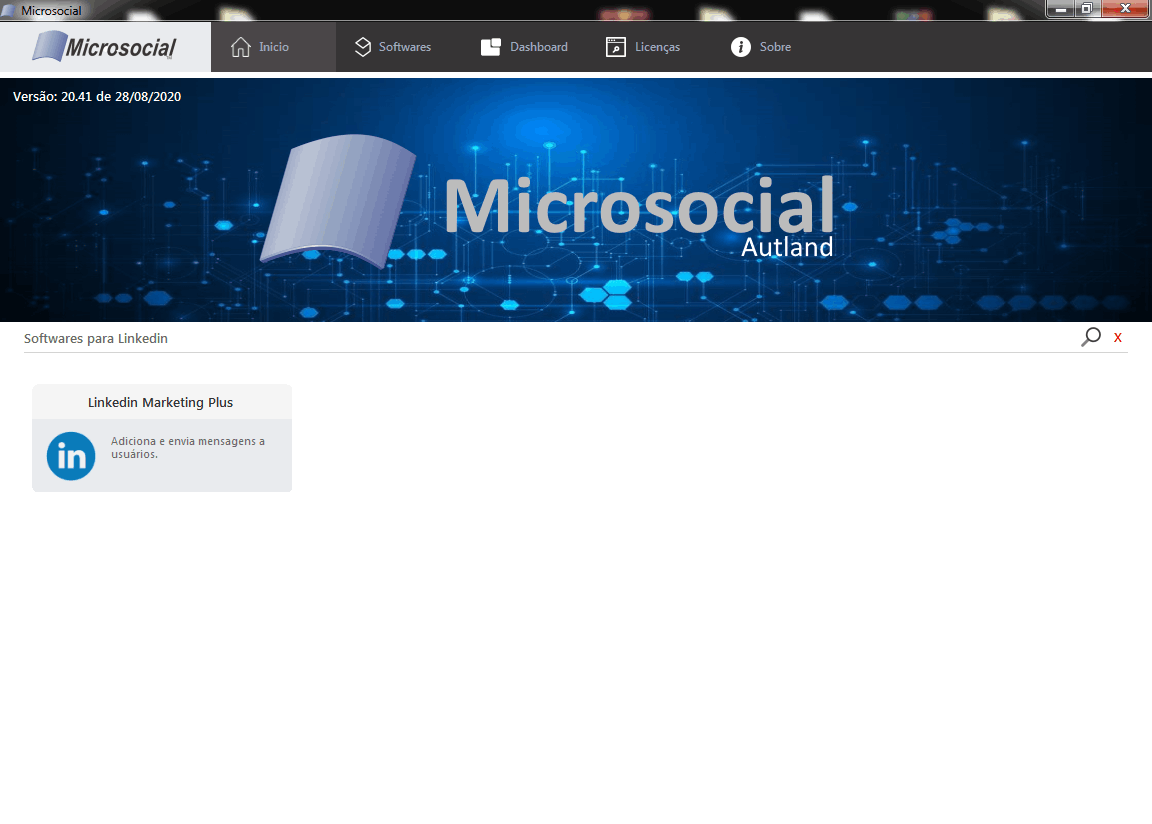 Microsocial
Microsocial
Inicio
Softwares
Dashboard
Licenças
Sobre
Versão: 20.41 de 28/08/2020
Microsocial
Autland
Softwares para Linkedin
X
Linkedin Marketing Plus
in
Adiciona e envia mensagens a
usuários.